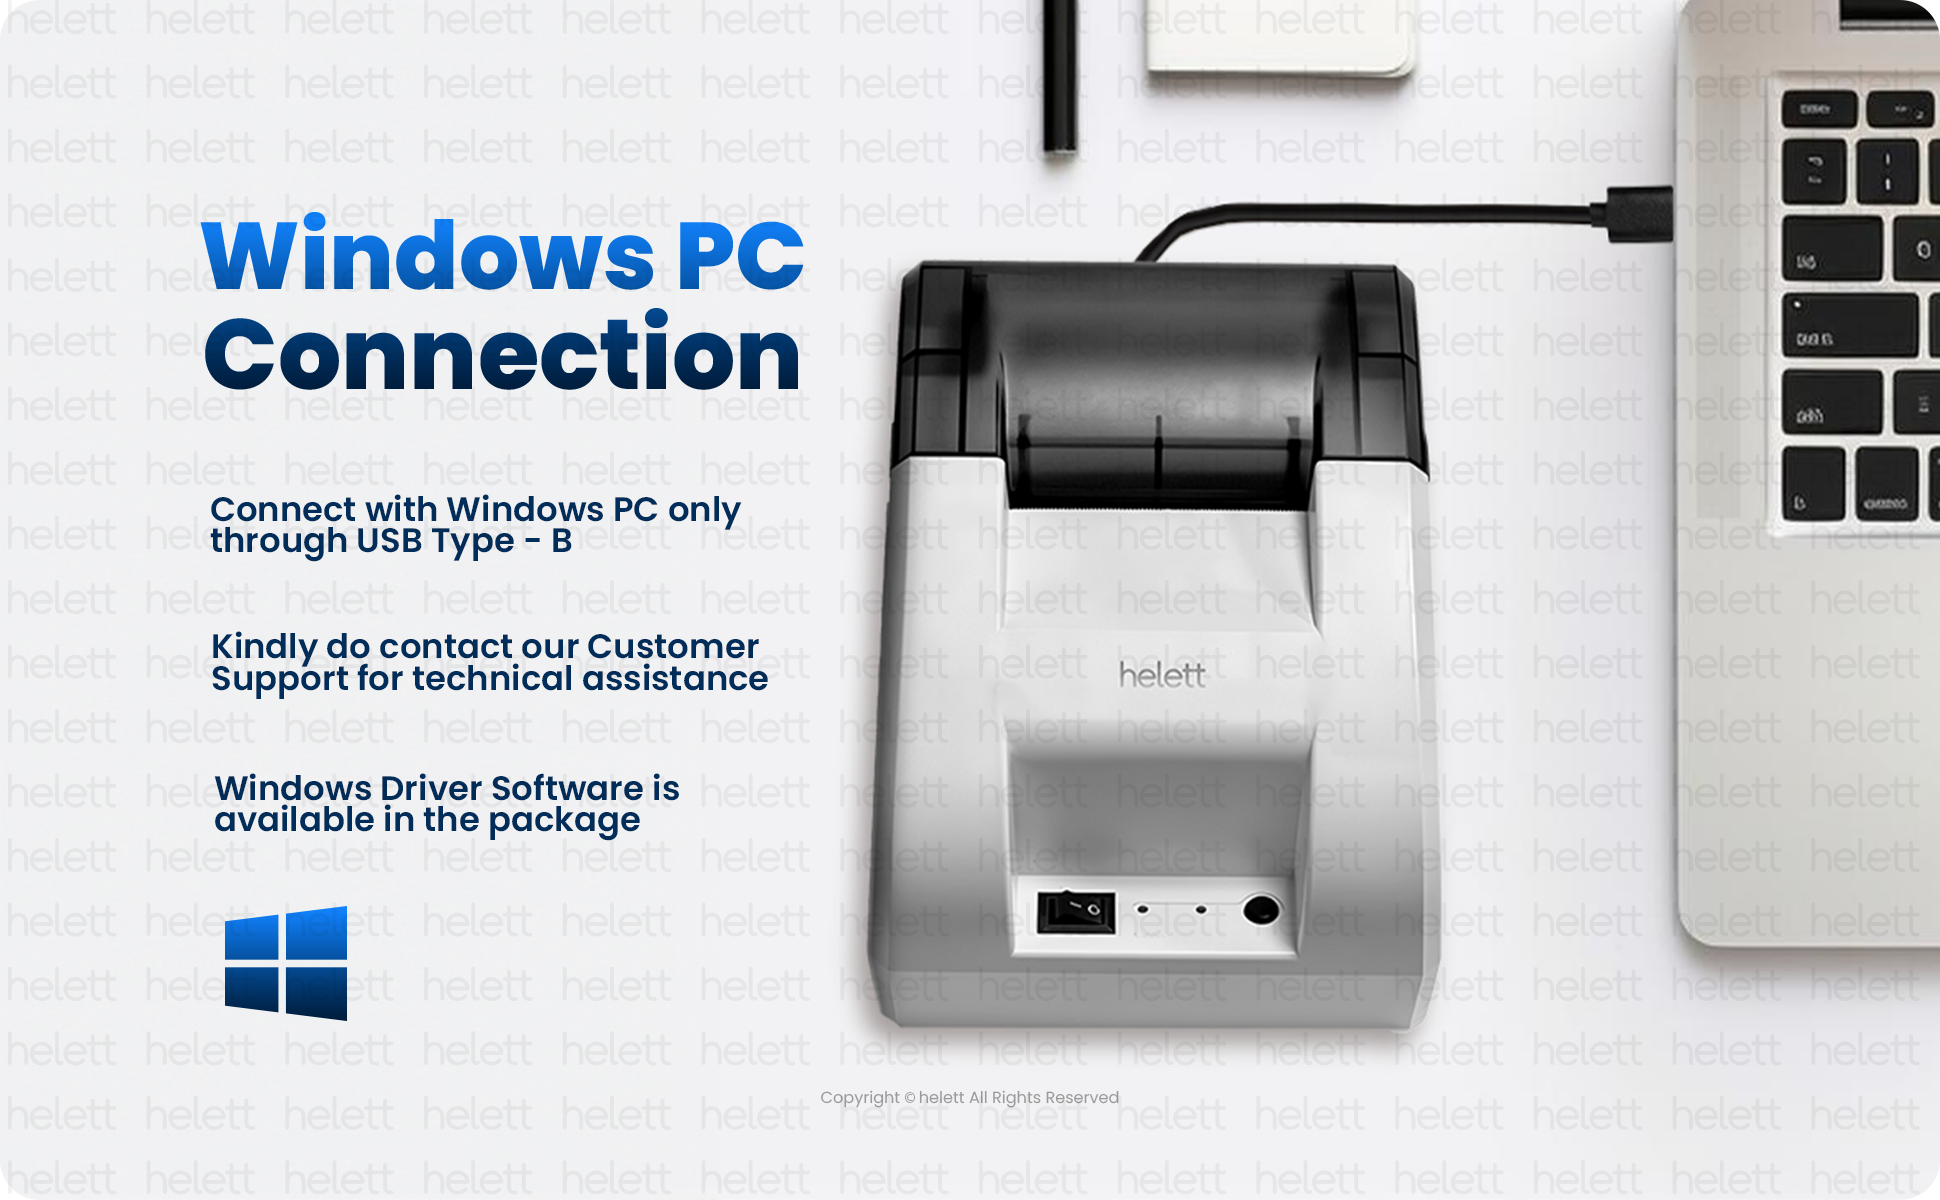 Windows PC
Connection
Connect with Windows PC only
through USB Type - B
Kindly do contact our Customer
Support for technical assistance
Windows Driver Software is
available in the package
helett
Copyright © helett All Rights Reserved